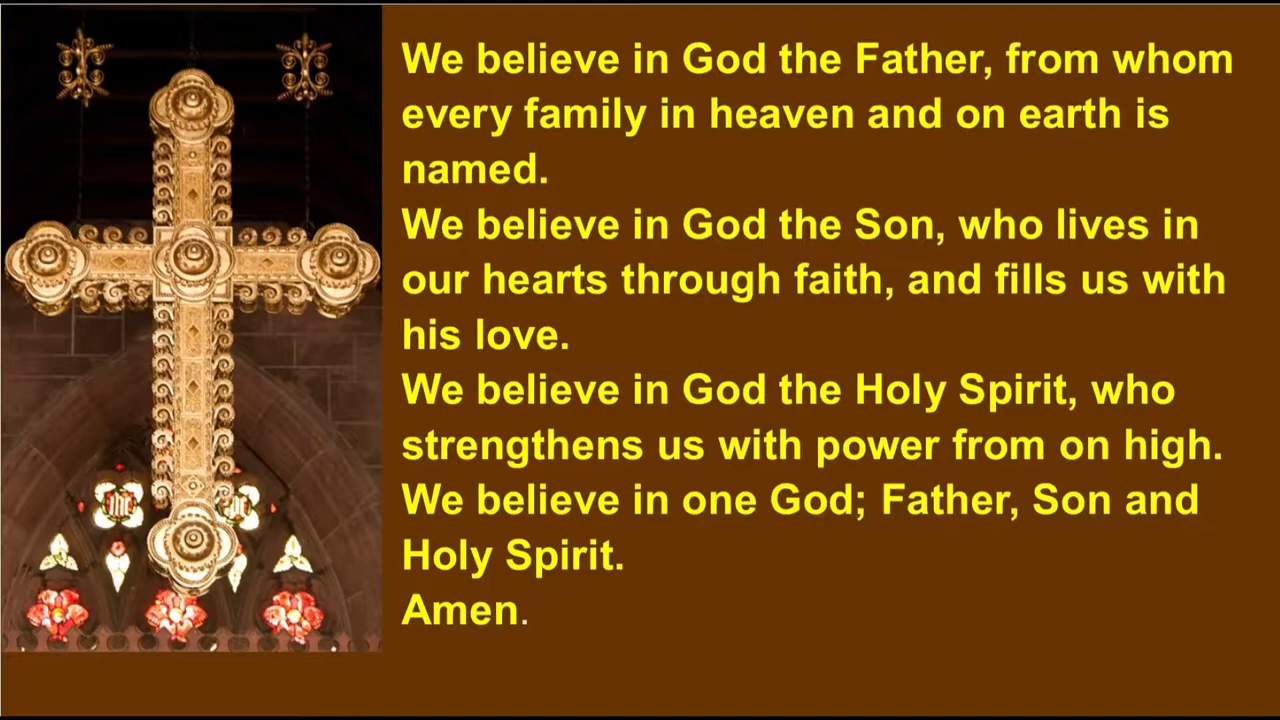 We believe in God the Father, from whom
every family in heaven and on earth is
named.
We believe in God the Son, who lives in
our hearts through faith, and fills us with
his love.
We believe in God the Holy Spirit, who
strengthens us with power from on high.
We believe in one God; Father, Son and
Holy Spirit.
Amen.